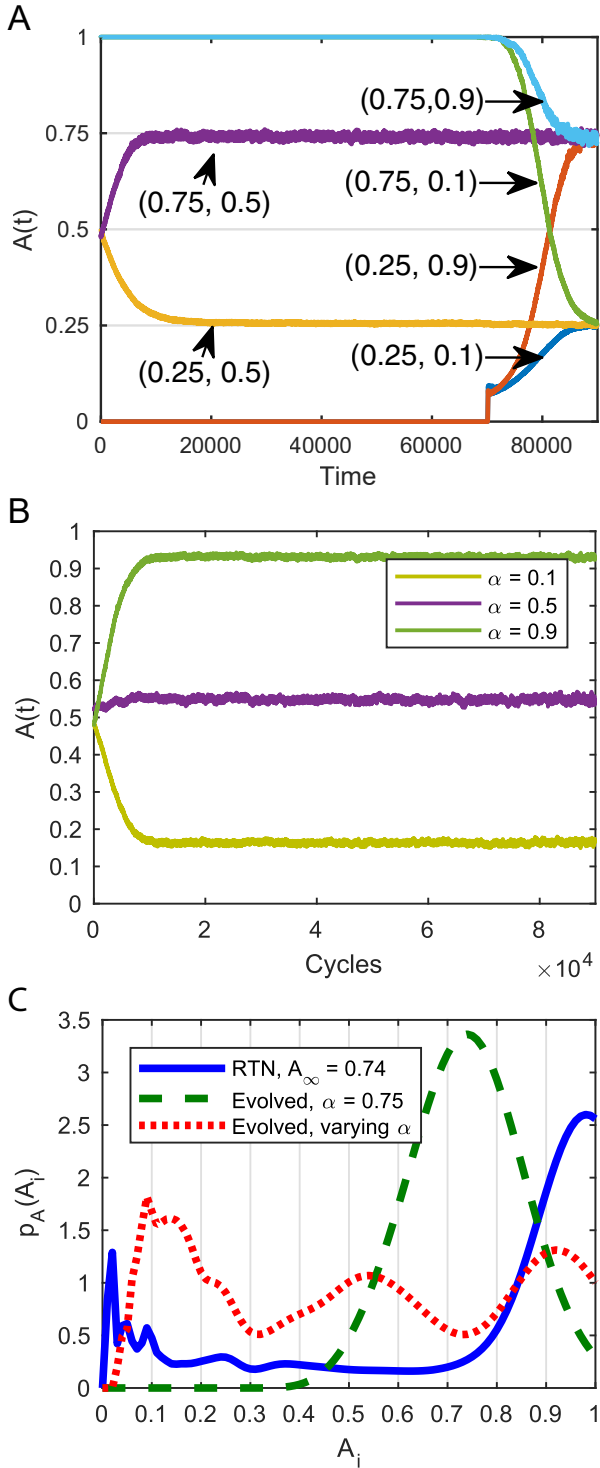 A
1
0.75
0.5
0.25
0
A(t)
(0.75,0.9)
(0.75, 0.5)
(0.75, 0.1)
(0.25, 0.9)
(0.25, 0.5)
(0.25, 0.1)
0 20000 40000 60000 80000
Time
B
1
0.9
0.8
0.7
0.6
0.5
0.4
0.3
0.2
0.1
0
A(t)
α = 0.1
α = 0.5
α = 0.9
0 2 4 6 8
Cycles
×10⁴
C
3.5
3
2.5
2
1.5
1
0.5
0
p_A(A_i)
RTN, A_∞ = 0.74
Evolved, α = 0.75
Evolved, varying α
0 0.1 0.2 0.3 0.4 0.5 0.6 0.7 0.8 0.9 1
A_i